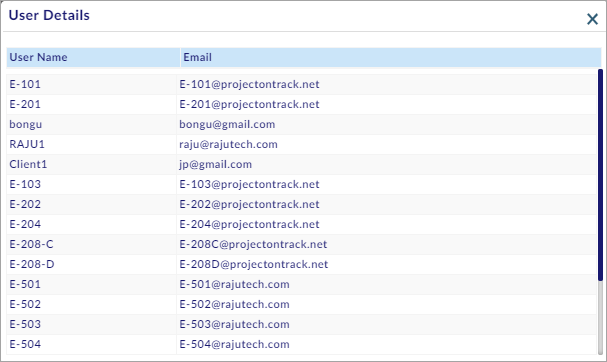 User Details
User Name Email
E-101 E-101@projectontrack.net
E-201 E-201@projectontrack.net
bongu bongu@gmail.com
RAJU1 raju@rajutech.com
Client1 jp@gmail.com
E-103 E-103@projectontrack.net
E-202 E-202@projectontrack.net
E-204 E-204@projectontrack.net
E-208-C E-208C@projectontrack.net
E-208-D E-208D@projectontrack.net
E-501 E-501@rajutech.com
E-502 E-502@rajutech.com
E-503 E-503@rajutech.com
E-504 E-504@rajutech.com